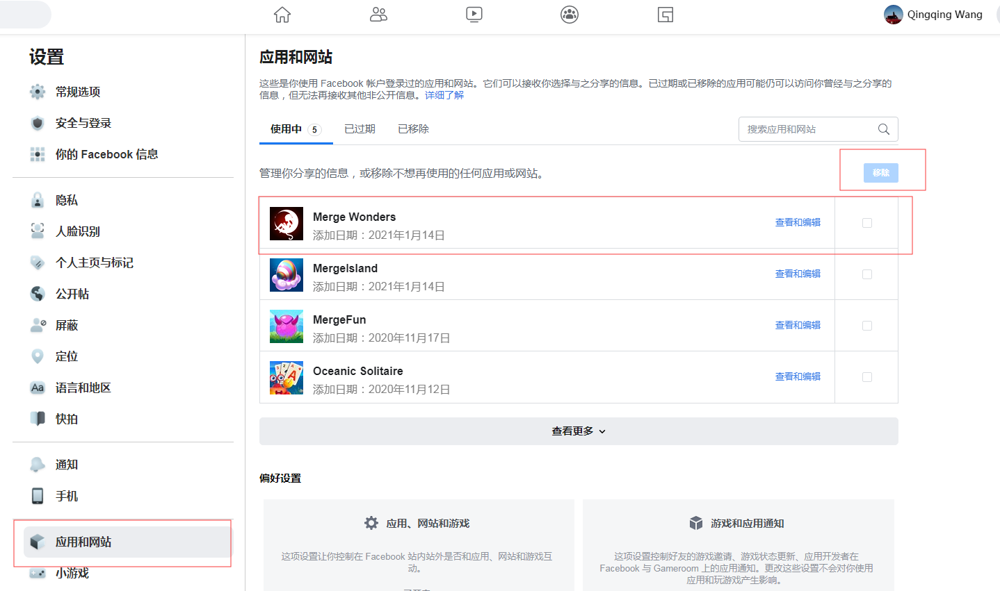 Qingqing Wang
设置
常规选项
安全与登录
你的 Facebook 信息
隐私
人脸识别
个人主页与标记
公开帖
屏蔽
定位
Aa 语言和地区
快拍
通知
手机
应用和网站
小游戏
应用和网站
这些是你使用 Facebook 帐户登录过的应用和网站。它们可以接收你选择与之分享的信息。已过期或已移除的应用可能仍可以访问你曾经与之分享的
信息，但无法再接收其他非公开信息。详细了解
使用中 5 已过期 已移除 搜索应用和网站
管理你分享的信息，或移除不想再使用的任何应用或网站。 移除
Merge Wonders
添加日期：2021年1月14日
查看和编辑
MergeIsland
添加日期：2021年1月14日
查看和编辑
MergeFun
添加日期：2020年11月17日
查看和编辑
Oceanic Solitaire
添加日期：2020年11月12日
查看和编辑
查看更多
偏好设置
应用、网站和游戏
这项设置让你控制在 Facebook 站内站外是否和应用、网站和游戏互
动。
游戏和应用通知
这项设置控制好友的游戏邀请、游戏状态更新、应用开发者在
Facebook 与 Gameroom 上的应用通知。更改这些设置不会对你使用
应用和玩游戏产生影响。